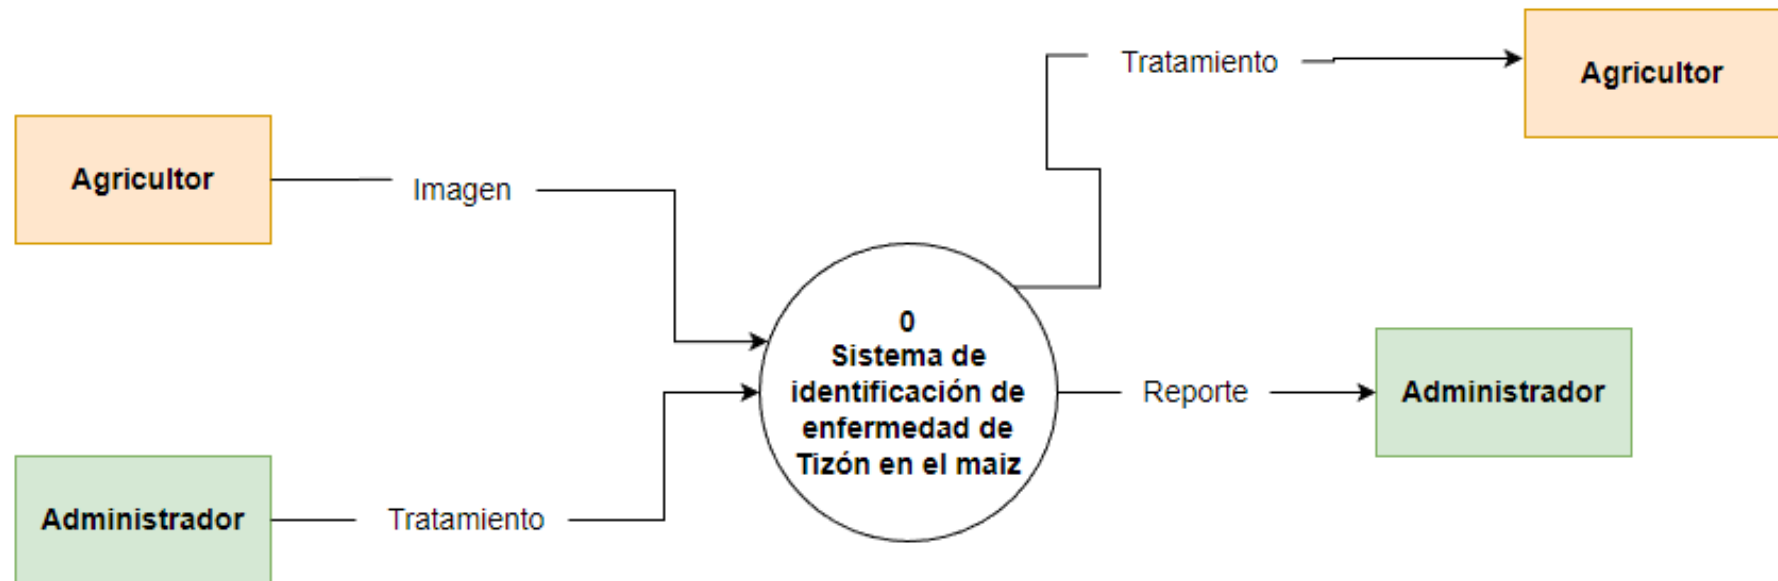 Tratamiento
Agricultor
Agricultor
Imagen
0
Sistema de
identificación de
enfermedad de
Tizón en el maiz
Reporte
Administrador
Administrador
Tratamiento